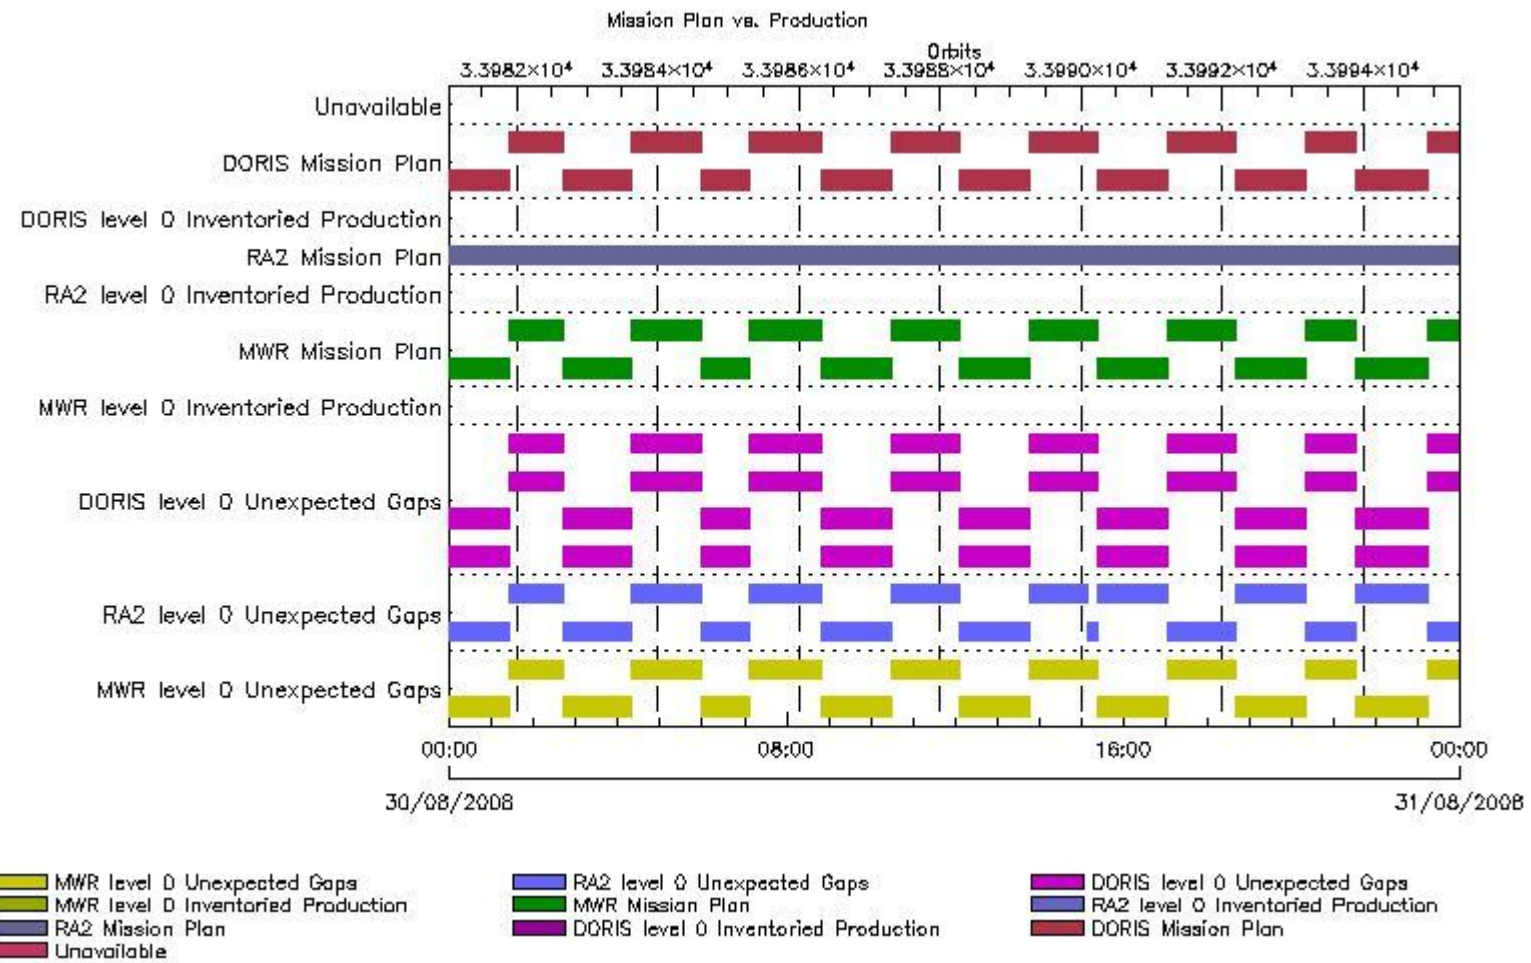 Mission Plan vs. Production
Orbits
3.3982×10⁴ 3.3984×10⁴ 3.3986×10⁴ 3.3988×10⁴ 3.3990×10⁴ 3.3992×10⁴ 3.3994×10⁴
Unavailable
DORIS Mission Plan
DORIS level 0 Inventoried Production
RA2 Mission Plan
RA2 level 0 Inventoried Production
MWR Mission Plan
MWR level 0 Inventoried Production
DORIS level 0 Unexpected Gaps
RA2 level 0 Unexpected Gaps
MWR level 0 Unexpected Gaps
00:00 08:00 16:00 00:00
30/08/2008 31/08/2008
MWR level 0 Unexpected Gaps RA2 level 0 Unexpected Gaps DORIS level 0 Unexpected Gaps
MWR level 0 Inventoried Production MWR Mission Plan RA2 level 0 Inventoried Production
RA2 Mission Plan DORIS level 0 Inventoried Production DORIS Mission Plan
Unavailable